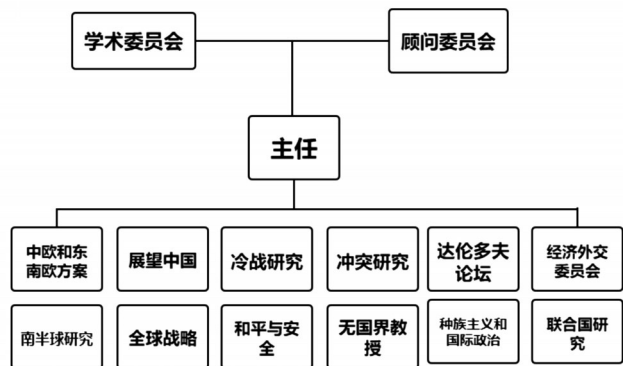 学术委员会
顾问委员会
主任
中欧和东
南欧方案
展望中国
冷战研究
冲突研究
达伦多夫
论坛
经济外交
委员会
南半球研究
全球战略
和平与安
全
无国界教
授
种族主义和
国际政治
联合国研
究